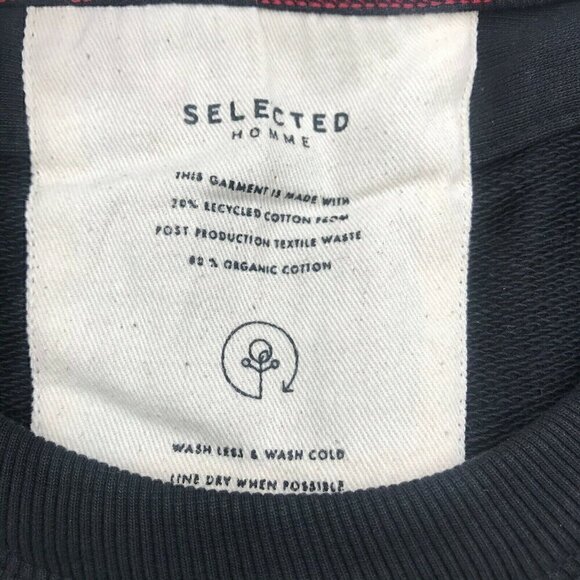 SELECTED
HOMME
THIS GARMENT IS MADE WITH
20% RECYCLED COTTON FROM
POST PRODUCTION TEXTILE WASTE
80 % ORGANIC COTTON
WASH LESS & WASH COLD
LINE DRY WHEN POSSIBLE